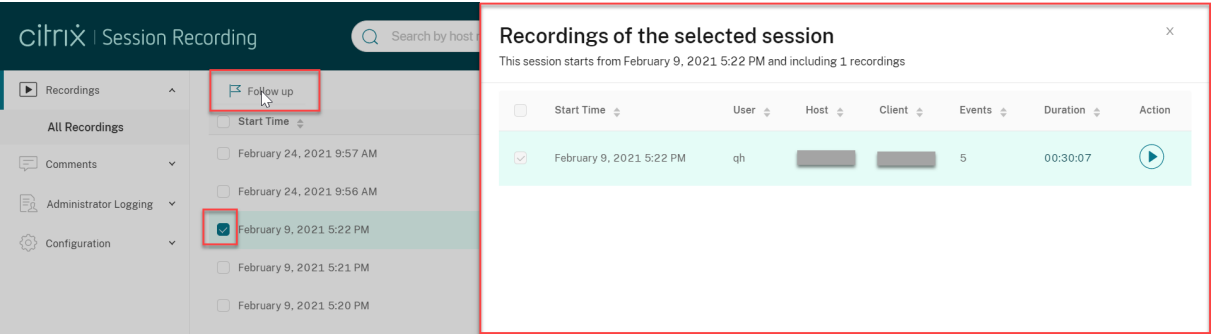 citrix | Session Recording
Search by host
Recordings
All Recordings
Comments
Administrator Logging
Configuration
Follow up
Start Time
February 24, 2021 9:57 AM
February 24, 2021 9:56 AM
February 9, 2021 5:22 PM
February 9, 2021 5:21 PM
February 9, 2021 5:20 PM
Recordings of the selected session
This session starts from February 9, 2021 5:22 PM and including 1 recordings
Start Time User Host Client Events Duration Action
February 9, 2021 5:22 PM qh 5 00:30:07